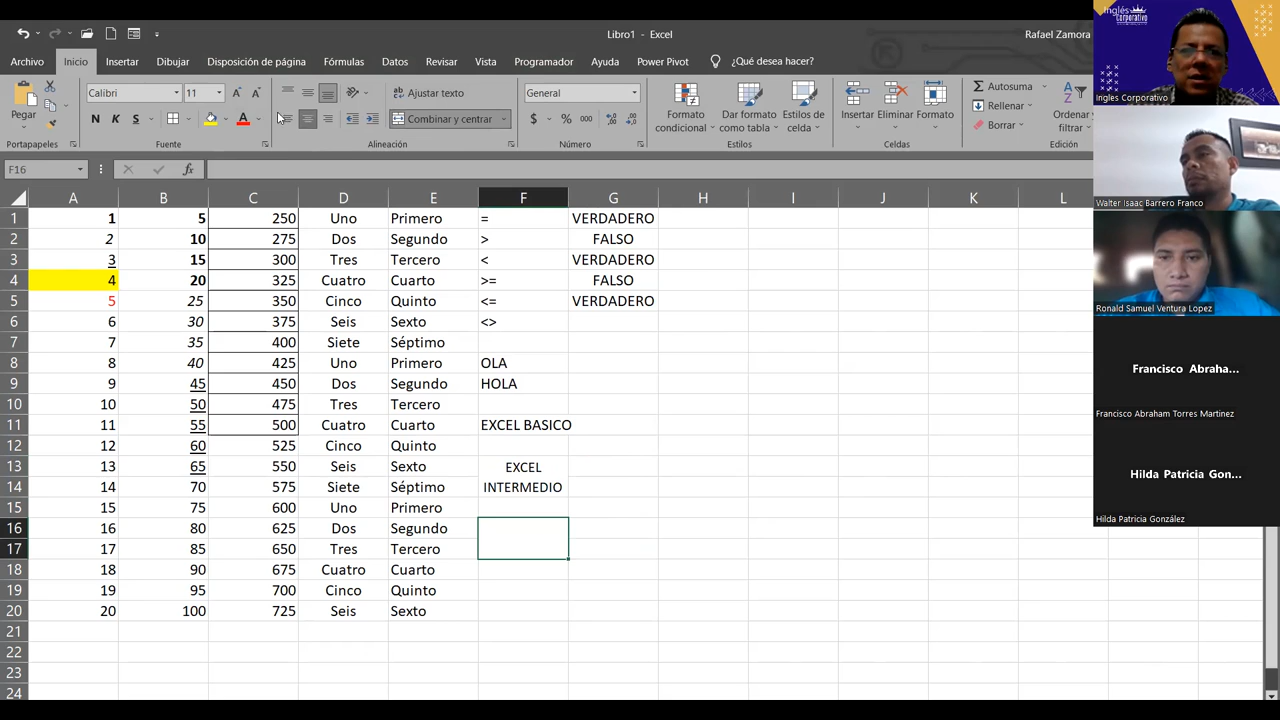 Libro1 - Excel
Rafael Zamora
Archivo Inicio Insertar Dibujar Disposición de página Fórmulas Datos Revisar Vista Programador Ayuda Power Pivot ¿Qué desea hacer?
Pegar
Calibri 11
N K S
Ajustar texto
Combinar y centrar
General
$ % 000
Formato condicional
Dar formato como tabla
Estilos de celda
Insertar Eliminar Formato
Autosuma
Rellenar
Borrar
Ordenar y filtrar
Portapapeles Fuente Alineación Número Estilos Celdas Edición
F16 fx
A B C D E F G H I J K L
1 1 5 250 Uno Primero = VERDADERO
2 2 10 275 Dos Segundo > FALSO
3 3 15 300 Tres Tercero < VERDADERO
4 4 20 325 Cuatro Cuarto >= FALSO
5 5 25 350 Cinco Quinto <= VERDADERO
6 6 30 375 Seis Sexto <>
7 7 35 400 Siete Séptimo
8 8 40 425 Uno Primero OLA
9 9 45 450 Dos Segundo HOLA
10 10 50 475 Tres Tercero
11 11 55 500 Cuatro Cuarto EXCEL BASICO
12 12 60 525 Cinco Quinto
13 13 65 550 Seis Sexto EXCEL
14 14 70 575 Siete Séptimo INTERMEDIO
15 15 75 600 Uno Primero
16 16 80 625 Dos Segundo
17 17 85 650 Tres Tercero
18 18 90 675 Cuatro Cuarto
19 19 95 700 Cinco Quinto
20 20 100 725 Seis Sexto
21
22
23
24
Inglés
Corporativo
Ingles Corporativo
Walter Isaac Barrero Franco
Ronald Samuel Ventura Lopez
Francisco Abraha...
Francisco Abraham Torres Martinez
Hilda Patricia Gon...
Hilda Patricia González